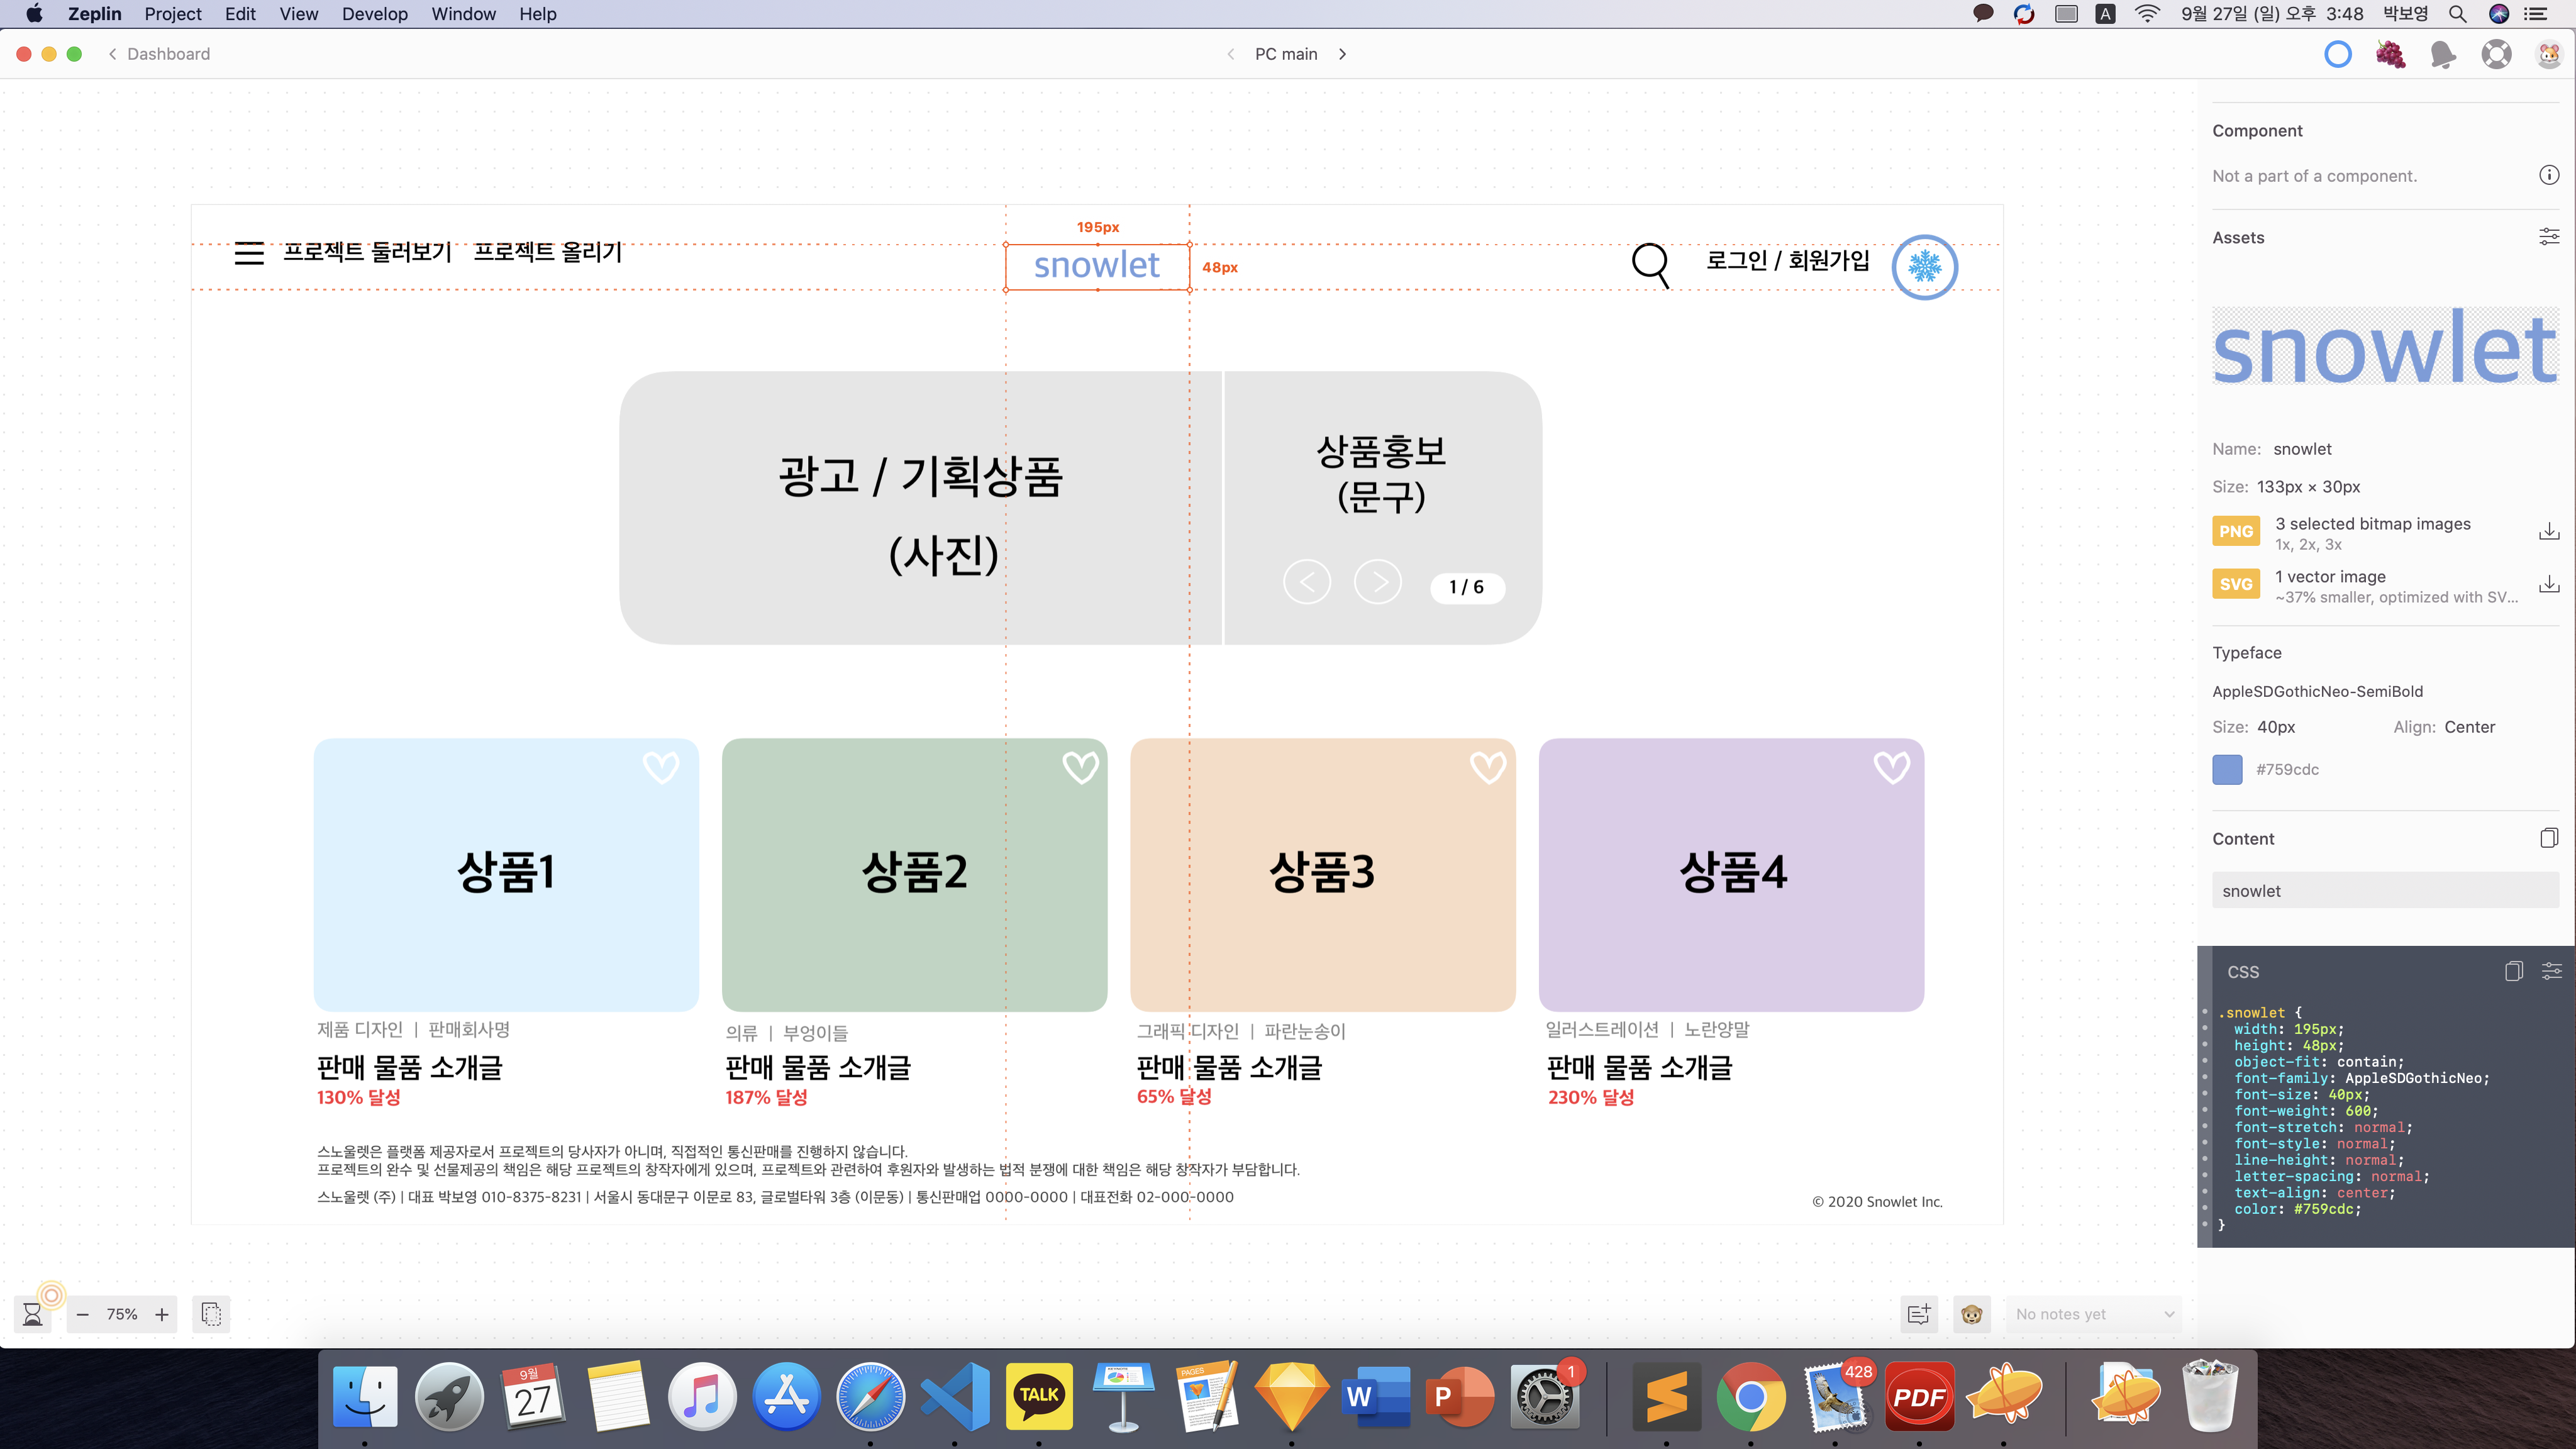 Zeplin Project Edit View Develop Window Help
A 9월 27일 (일) 오후 3:48 박보영
Dashboard
PC main
195px
프로젝트 둘러보기 프로젝트 올리기
snowlet
48px
로그인 / 회원가입
광고 / 기획상품
(사진)
상품홍보
(문구)
1 / 6
상품1
상품2
상품3
상품4
제품 디자인 | 판매회사명
판매 물품 소개글
130% 달성
의류 | 부엉이들
판매 물품 소개글
187% 달성
그래픽 디자인 | 파란눈송이
판매 물품 소개글
65% 달성
일러스트레이션 | 노란양말
판매 물품 소개글
230% 달성
스노울렛은 플랫폼 제공자로서 프로젝트의 당사자가 아니며, 직접적인 통신판매를 진행하지 않습니다.
프로젝트의 완수 및 선물제공의 책임은 해당 프로젝트의 창작자에게 있으며, 프로젝트와 관련하여 후원자와 발생하는 법적 분쟁에 대한 책임은 해당 창작자가 부담합니다.
스노울렛 (주) | 대표 박보영 010-8375-8231 | 서울시 동대문구 이문로 83, 글로벌타워 3층 (이문동) | 통신판매업 0000-0000 | 대표전화 02-000-0000
© 2020 Snowlet Inc.
75%
No notes yet
Component
Not a part of a component.
Assets
snowlet
Name: snowlet
Size: 133px × 30px
PNG 3 selected bitmap images
1x, 2x, 3x
SVG 1 vector image
~37% smaller, optimized with SV...
Typeface
AppleSDGothicNeo-SemiBold
Size: 40px Align: Center
#759cdc
Content
snowlet
CSS
.snowlet {
width: 195px;
height: 48px;
object-fit: contain;
font-family: AppleSDGothicNeo;
font-size: 40px;
font-weight: 600;
font-stretch: normal;
font-style: normal;
line-height: normal;
letter-spacing: normal;
text-align: center;
color: #759cdc;
}
9월
27
TALK
PAGES
W
P
1
428
PDF